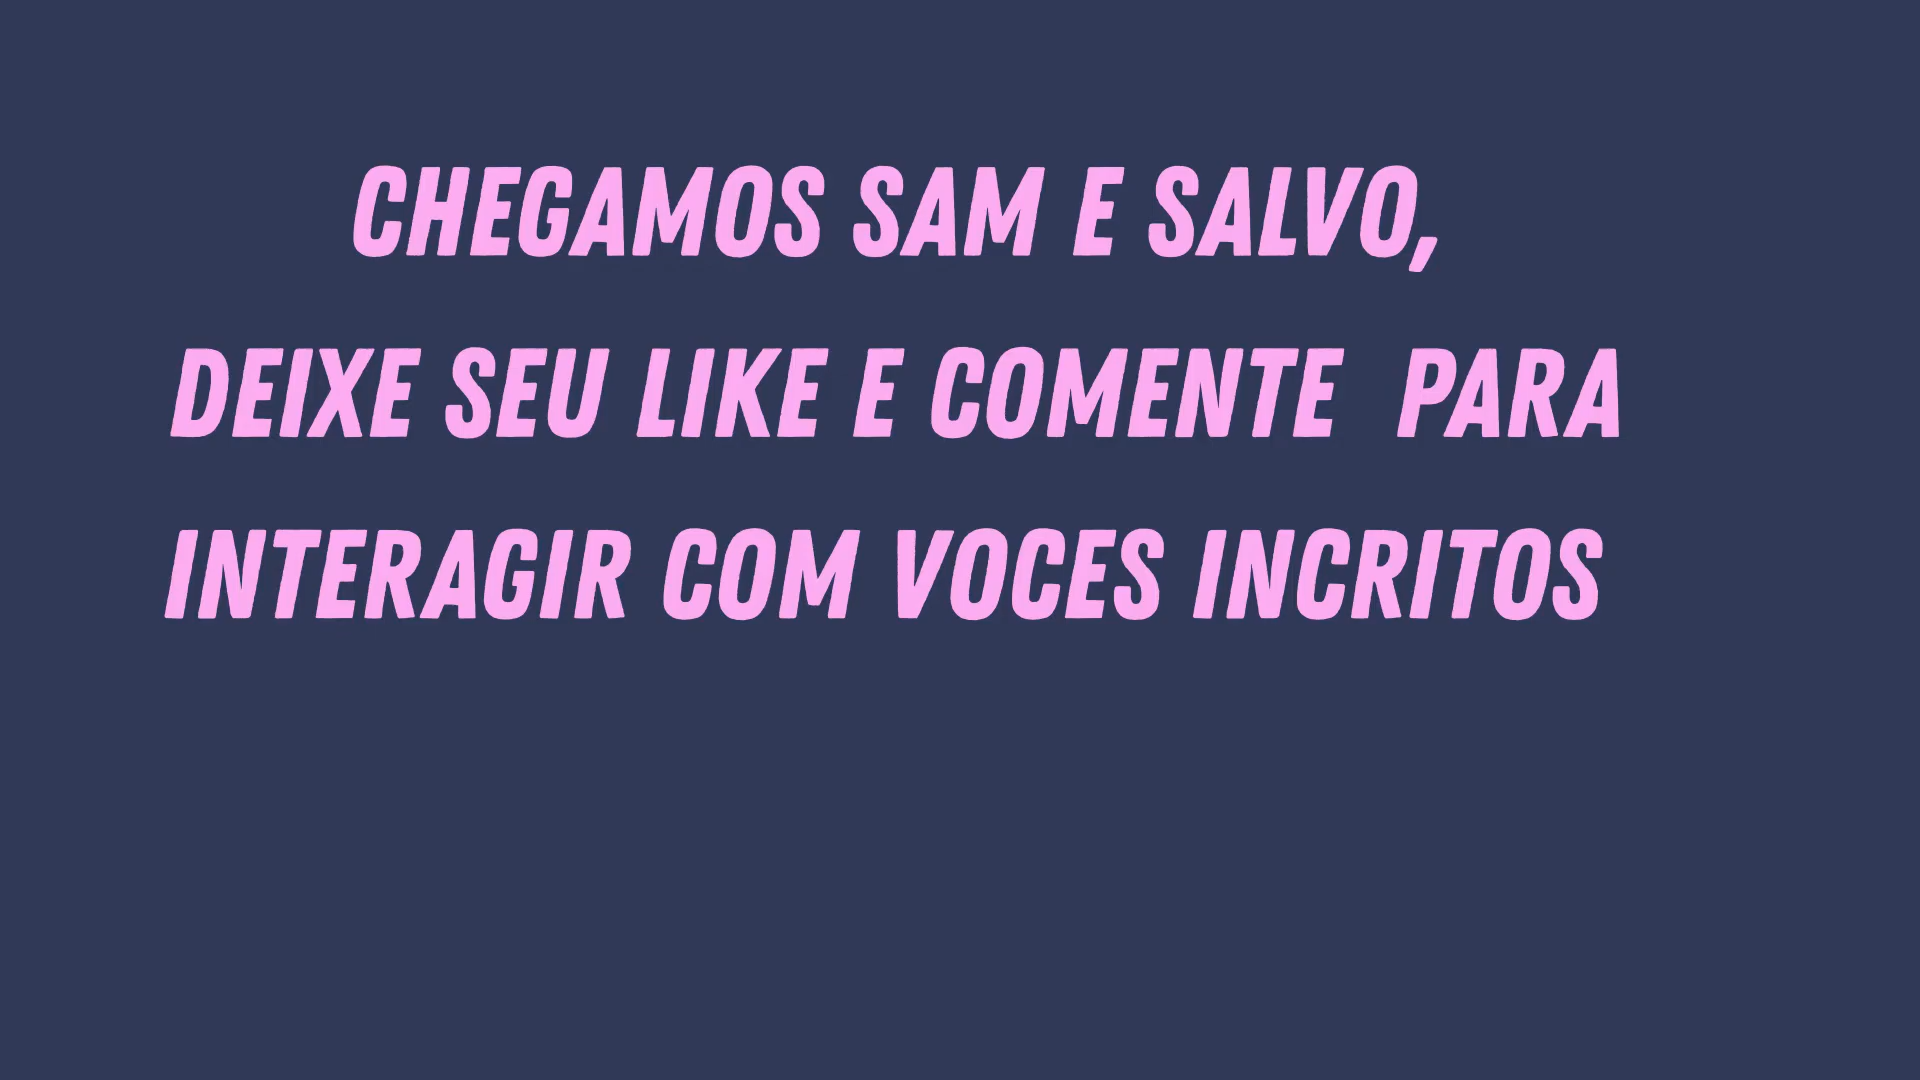 CHEGAMOS SAM E SALVO,
DEIXE SEU LIKE E COMENTE  PARA
INTERAGIR COM VOCES INCRITOS